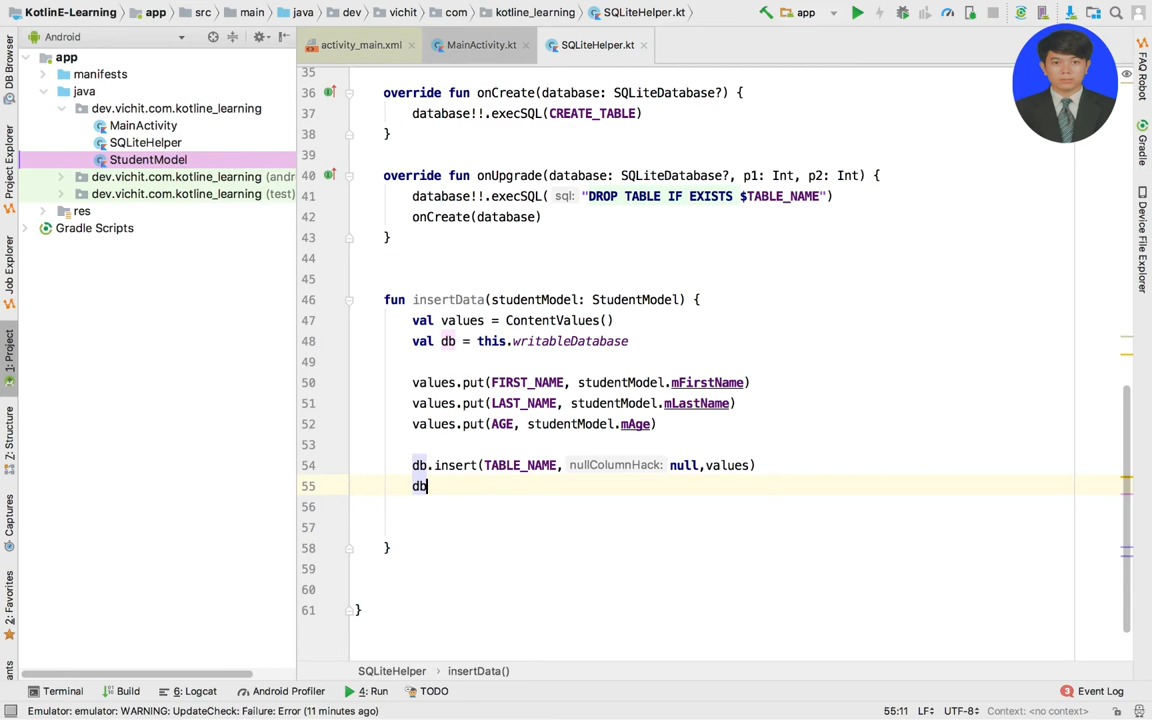 KotlinE-Learning app src main java dev vichit com kotlin_learning SQLiteHelper.kt app
Android
activity_main.xml MainActivity.kt SQLiteHelper.kt
app
manifests
java
dev.vichit.com.kotline_learning
MainActivity
SQLiteHelper
StudentModel
dev.vichit.com.kotline_learning (andr
dev.vichit.com.kotline_learning (test)
res
Gradle Scripts
DB Browser
Project Explorer
Job Explorer
1: Project
7: Structure
Captures
2: Favorites
ants
35
36 override fun onCreate(database: SQLiteDatabase?) {
37 database!!.execSQL(CREATE_TABLE)
38 }
39
40 override fun onUpgrade(database: SQLiteDatabase?, p1: Int, p2: Int) {
41 database!!.execSQL( sql: "DROP TABLE IF EXISTS $TABLE_NAME")
42 onCreate(database)
43 }
44
45
46 fun insertData(studentModel: StudentModel) {
47 val values = ContentValues()
48 val db = this.writableDatabase
49
50 values.put(FIRST_NAME, studentModel.mFirstName)
51 values.put(LAST_NAME, studentModel.mLastName)
52 values.put(AGE, studentModel.mAge)
53
54 db.insert(TABLE_NAME, nullColumnHack: null,values)
55 db
56
57
58 }
59
60
61 }
FAQ Robot
Gradle
Device File Explorer
SQLiteHelper insertData()
Terminal Build 6: Logcat Android Profiler 4: Run TODO 3 Event Log
Emulator: emulator: WARNING: UpdateCheck: Failure: Error (11 minutes ago) 55:11 LF UTF-8 Context: <no context>